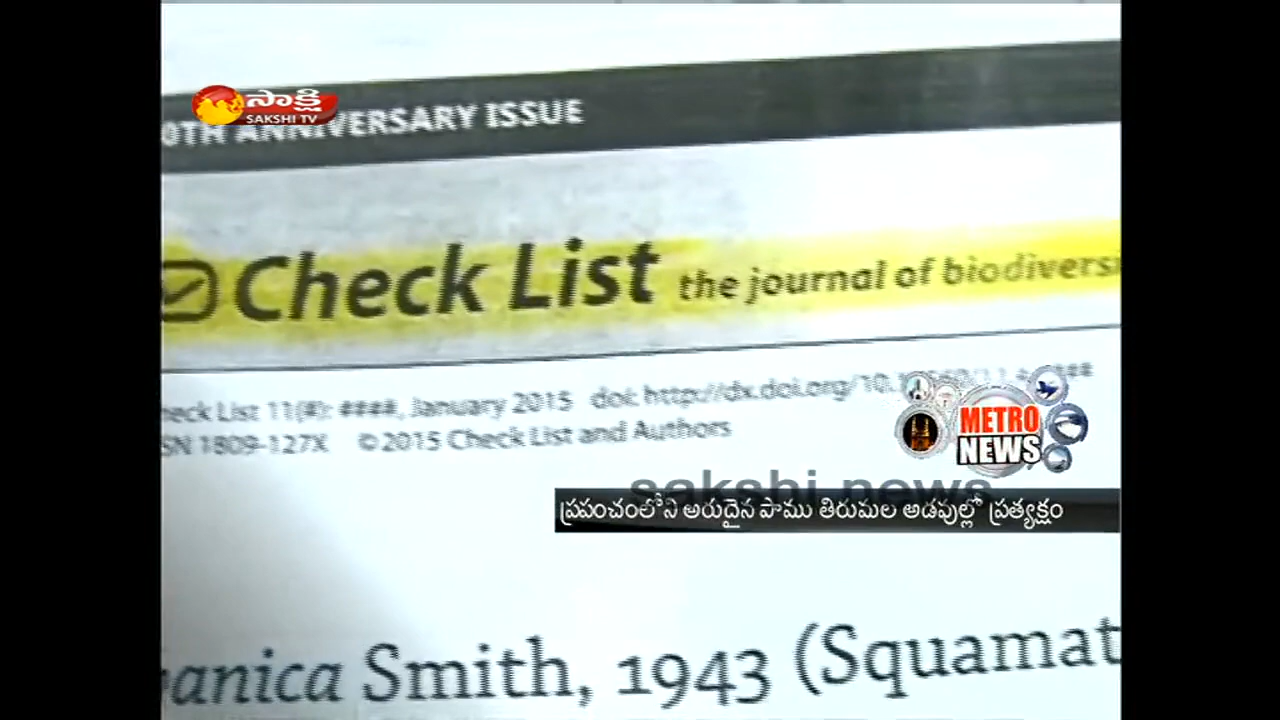 సాక్షి
SAKSHI TV
0TH ANNIVERSARY ISSUE
Check List the journal of biodiversi
eck List 11(#): ####, January 2015 doi: http://dx.doi.org/10.
SN 1809-127X ©2015 Check List and Authors
METRO
NEWS
sakshi news
ప్రపంచంలోని అరుదైన పాము తిరుమల అడవుల్లో ప్రత్యక్షం
anica Smith, 1943 (Squamat